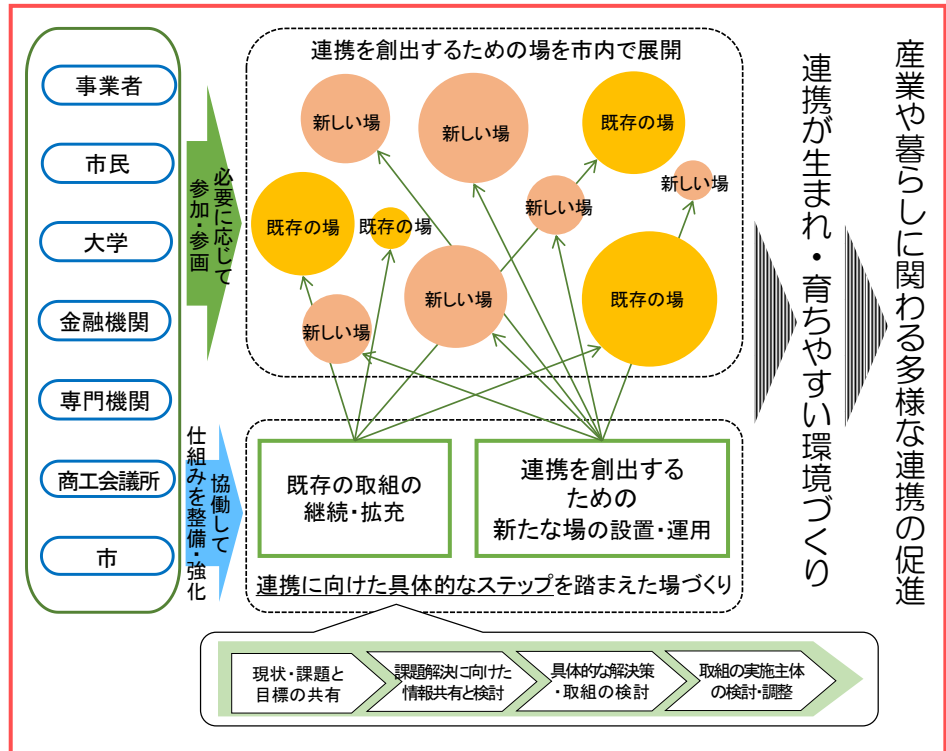 事業者
市民
大学
金融機関
専門機関
商工会議所
市
必要に応じて
参加・参画
協働して
仕組みを整備・強化
連携を創出するための場を市内で展開
新しい場
新しい場
既存の場
新しい場
既存の場
既存の場
新しい場
新しい場
既存の場
新しい場
既存の取組の
継続・拡充
連携を創出する
ための
新たな場の設置・運用
連携に向けた具体的なステップを踏まえた場づくり
現状・課題と
目標の共有
課題解決に向けた
情報共有と検討
具体的な解決策
・取組の検討
取組の実施主体
の検討・調整
連携が生まれ・育ちやすい環境づくり
産業や暮らしに関わる多様な連携の促進